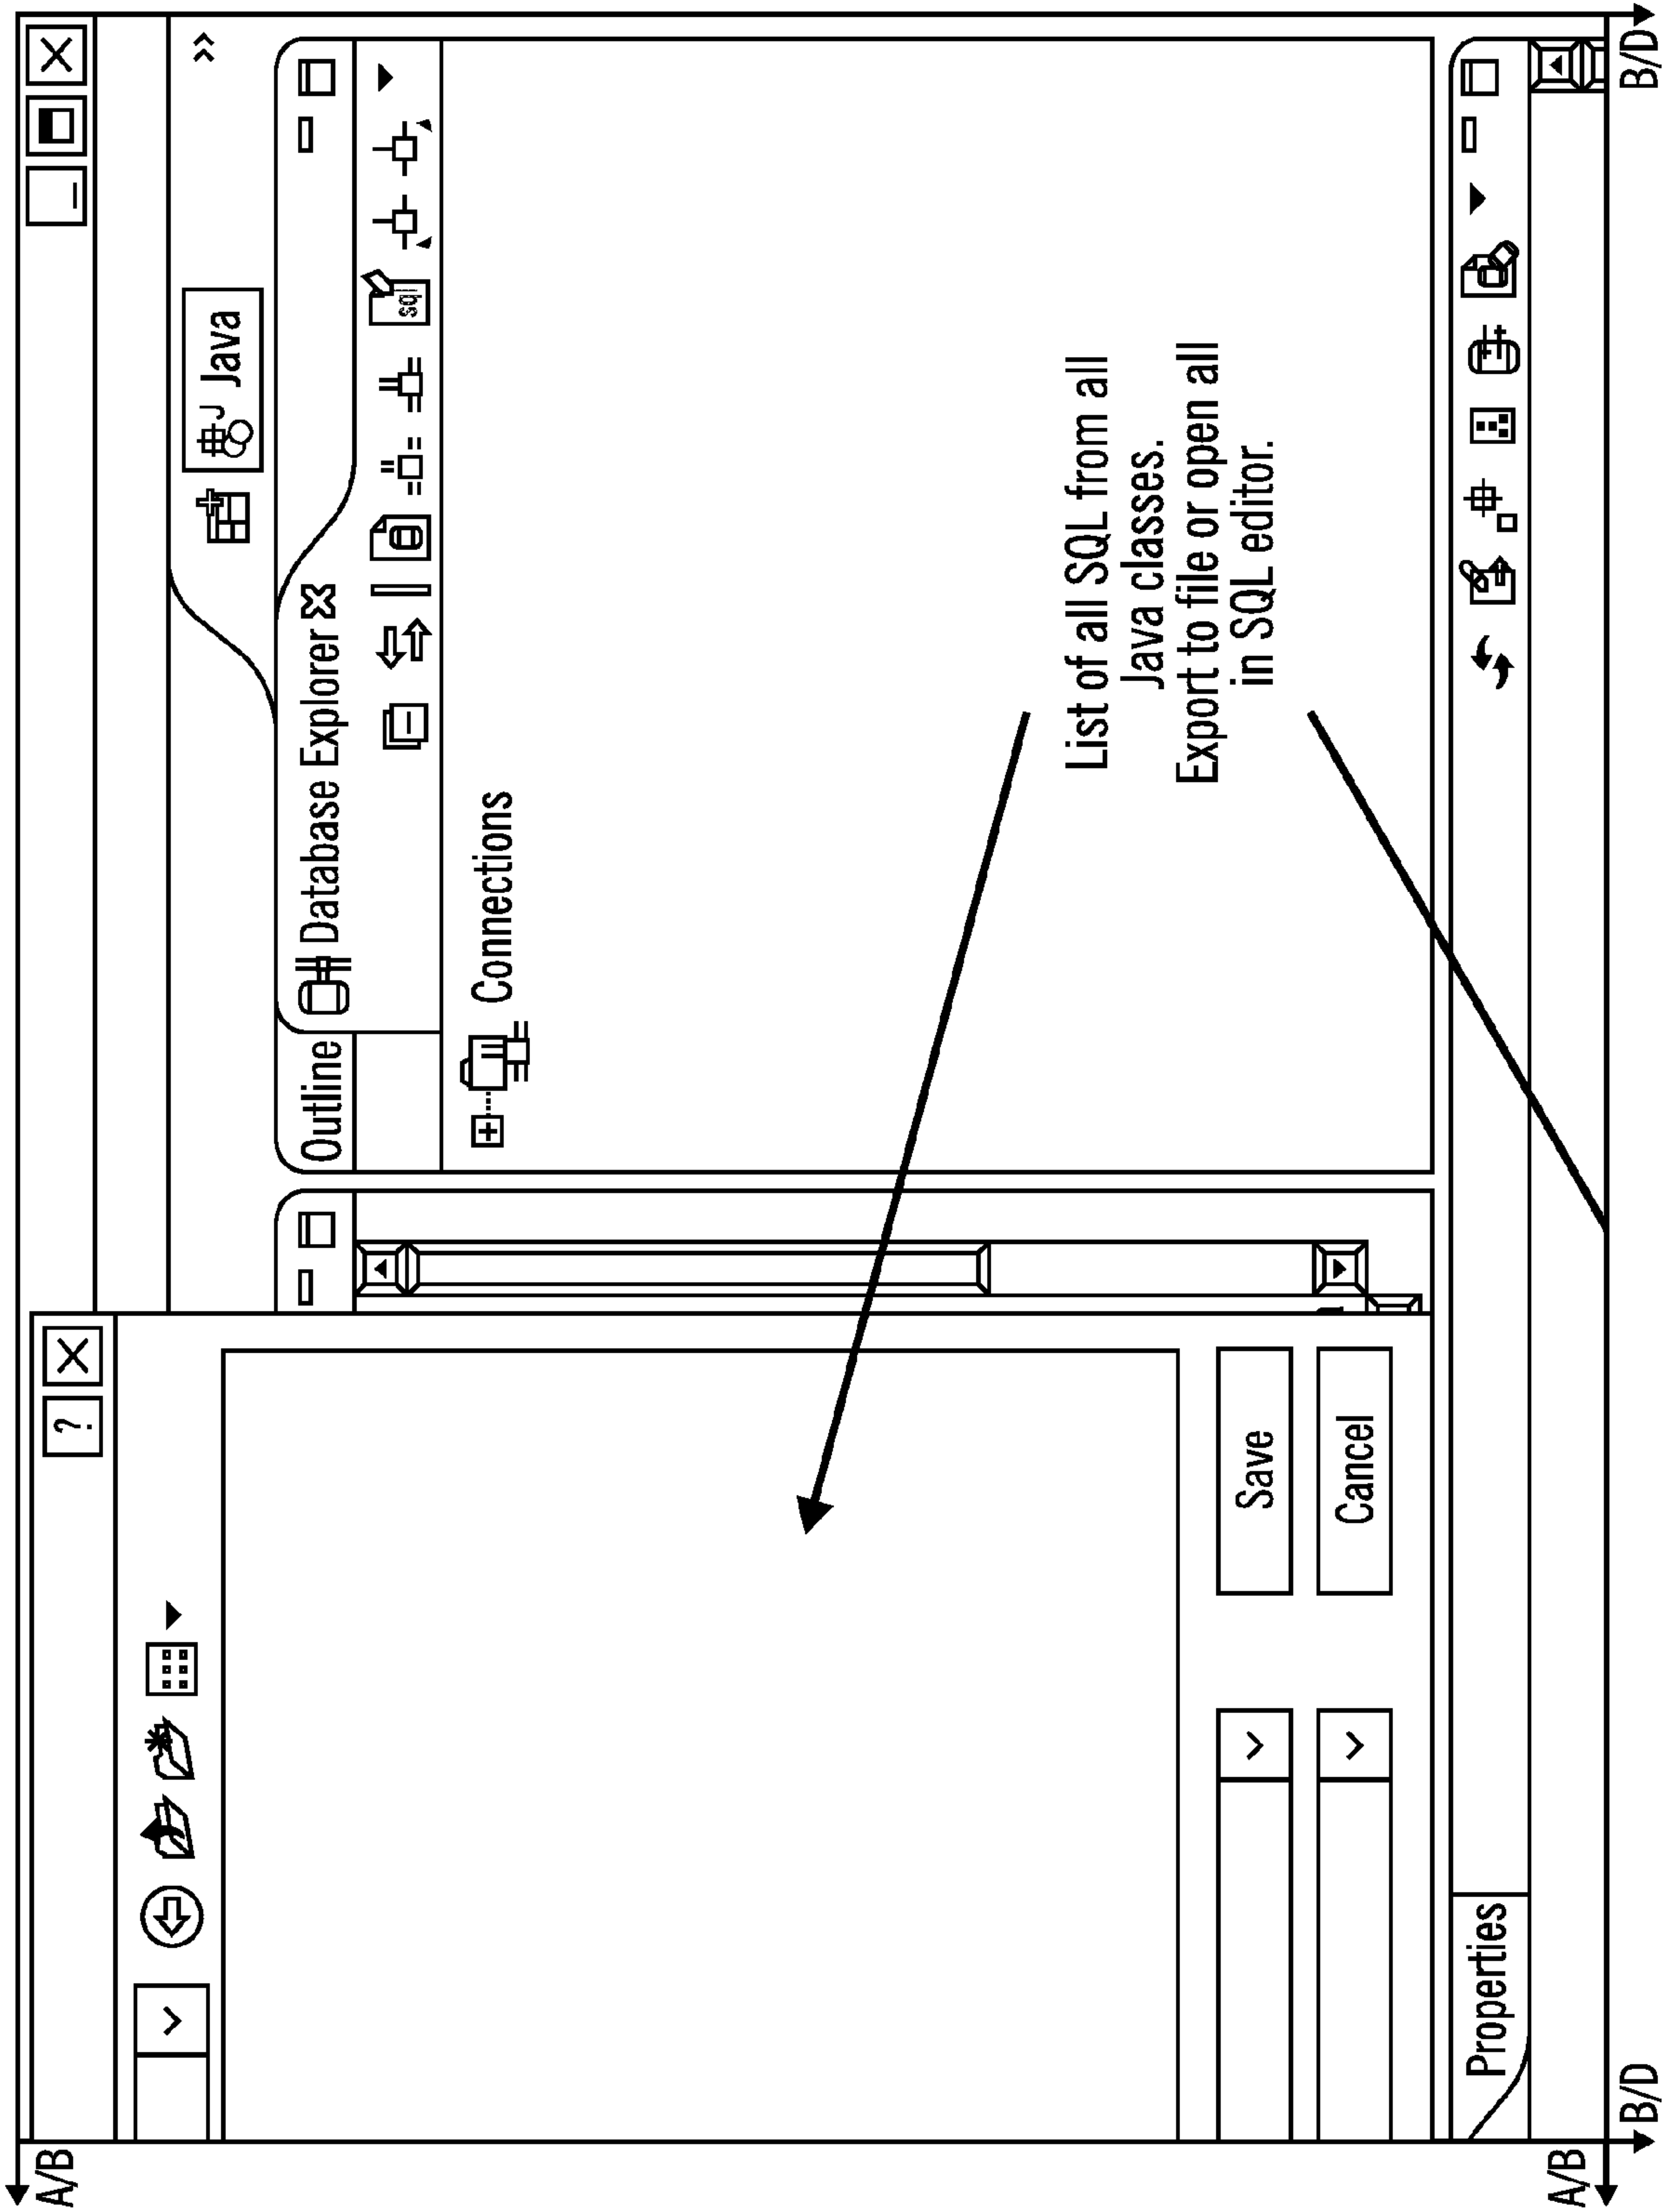 A/B
?
X
_
X
>>
J Java
Outline
Database Explorer
sql
Connections
List of all SQL from all
Java classes.
Export to file or open all
in SQL editor.
Save
Cancel
Properties
A/B
B/D
B/D